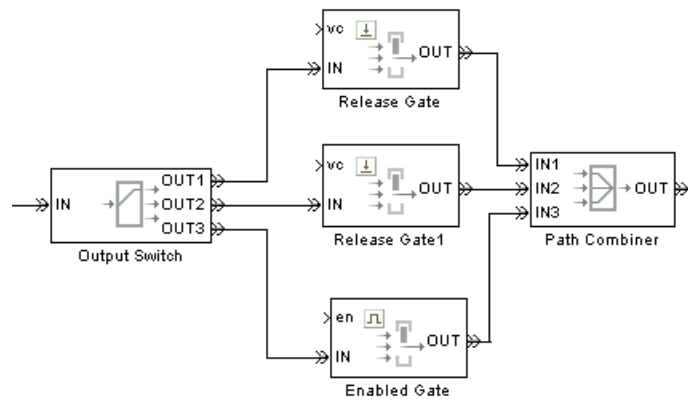 vc
IN
OUT
Release Gate
vc
IN
OUT
Release Gate1
en
IN
OUT
Enabled Gate
IN
OUT1
OUT2
OUT3
Output Switch
IN1
IN2
IN3
OUT
Path Combiner